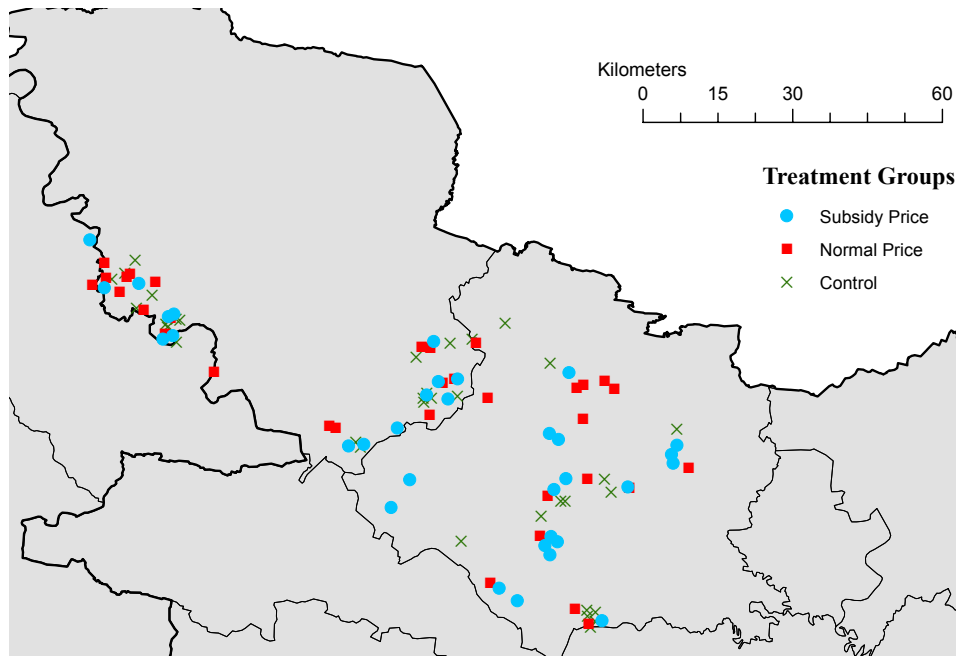 Kilometers
0 15 30 60
Treatment Groups
Subsidy Price
Normal Price
Control